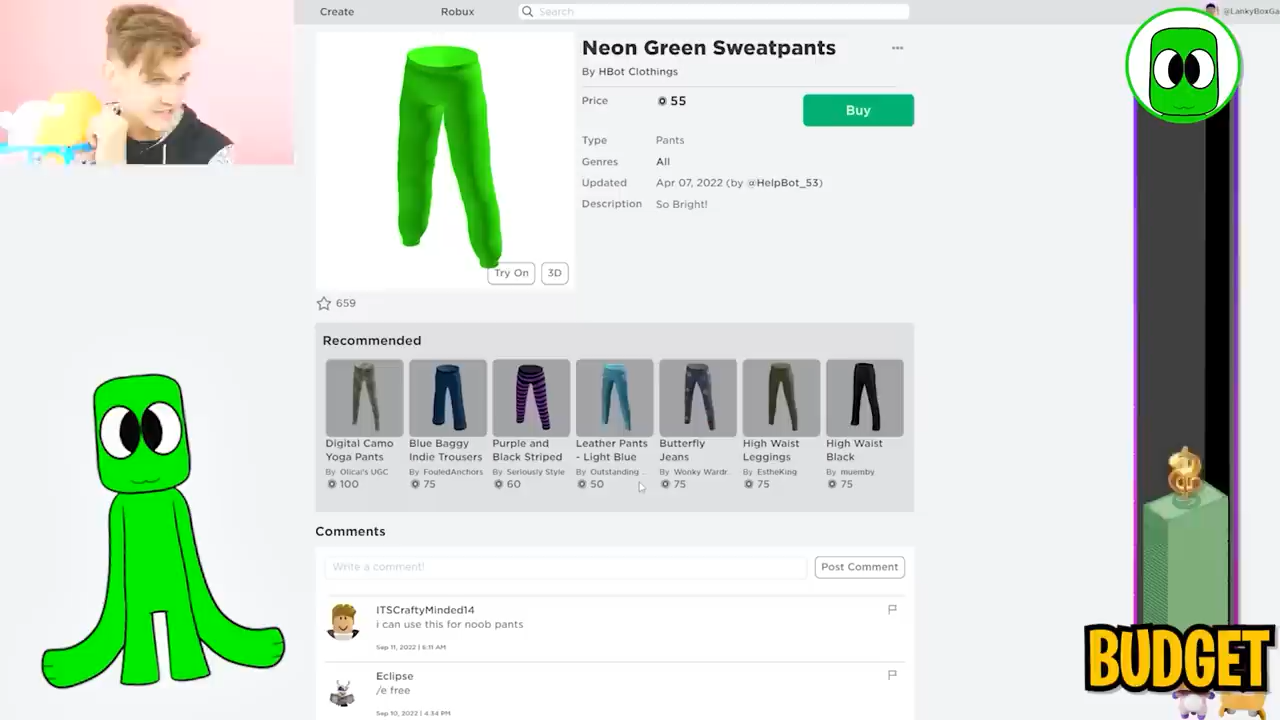 Create Robux Search @LankyBoxGa
Neon Green Sweatpants
By HBot Clothings
Price 55
Buy
Type Pants
Genres All
Updated Apr 07, 2022 (by @HelpBot_53)
Description So Bright!
Try On 3D
659
Recommended
Digital Camo Yoga Pants
By Olicai's UGC
100
Blue Baggy Indie Trousers
By FouledAnchors
75
Purple and Black Striped
By Seriously Style
60
Leather Pants - Light Blue
By Outstanding ..
50
Butterfly Jeans
By Wonky Wardr..
75
High Waist Leggings
By EstheKing
75
High Waist Black
By muemby
75
Comments
Write a comment!
Post Comment
ITSCraftyMinded14
i can use this for noob pants
Sep 11, 2022 | 6:11 AM
Eclipse
/e free
Sep 10, 2022 | 4:34 PM
BUDGET